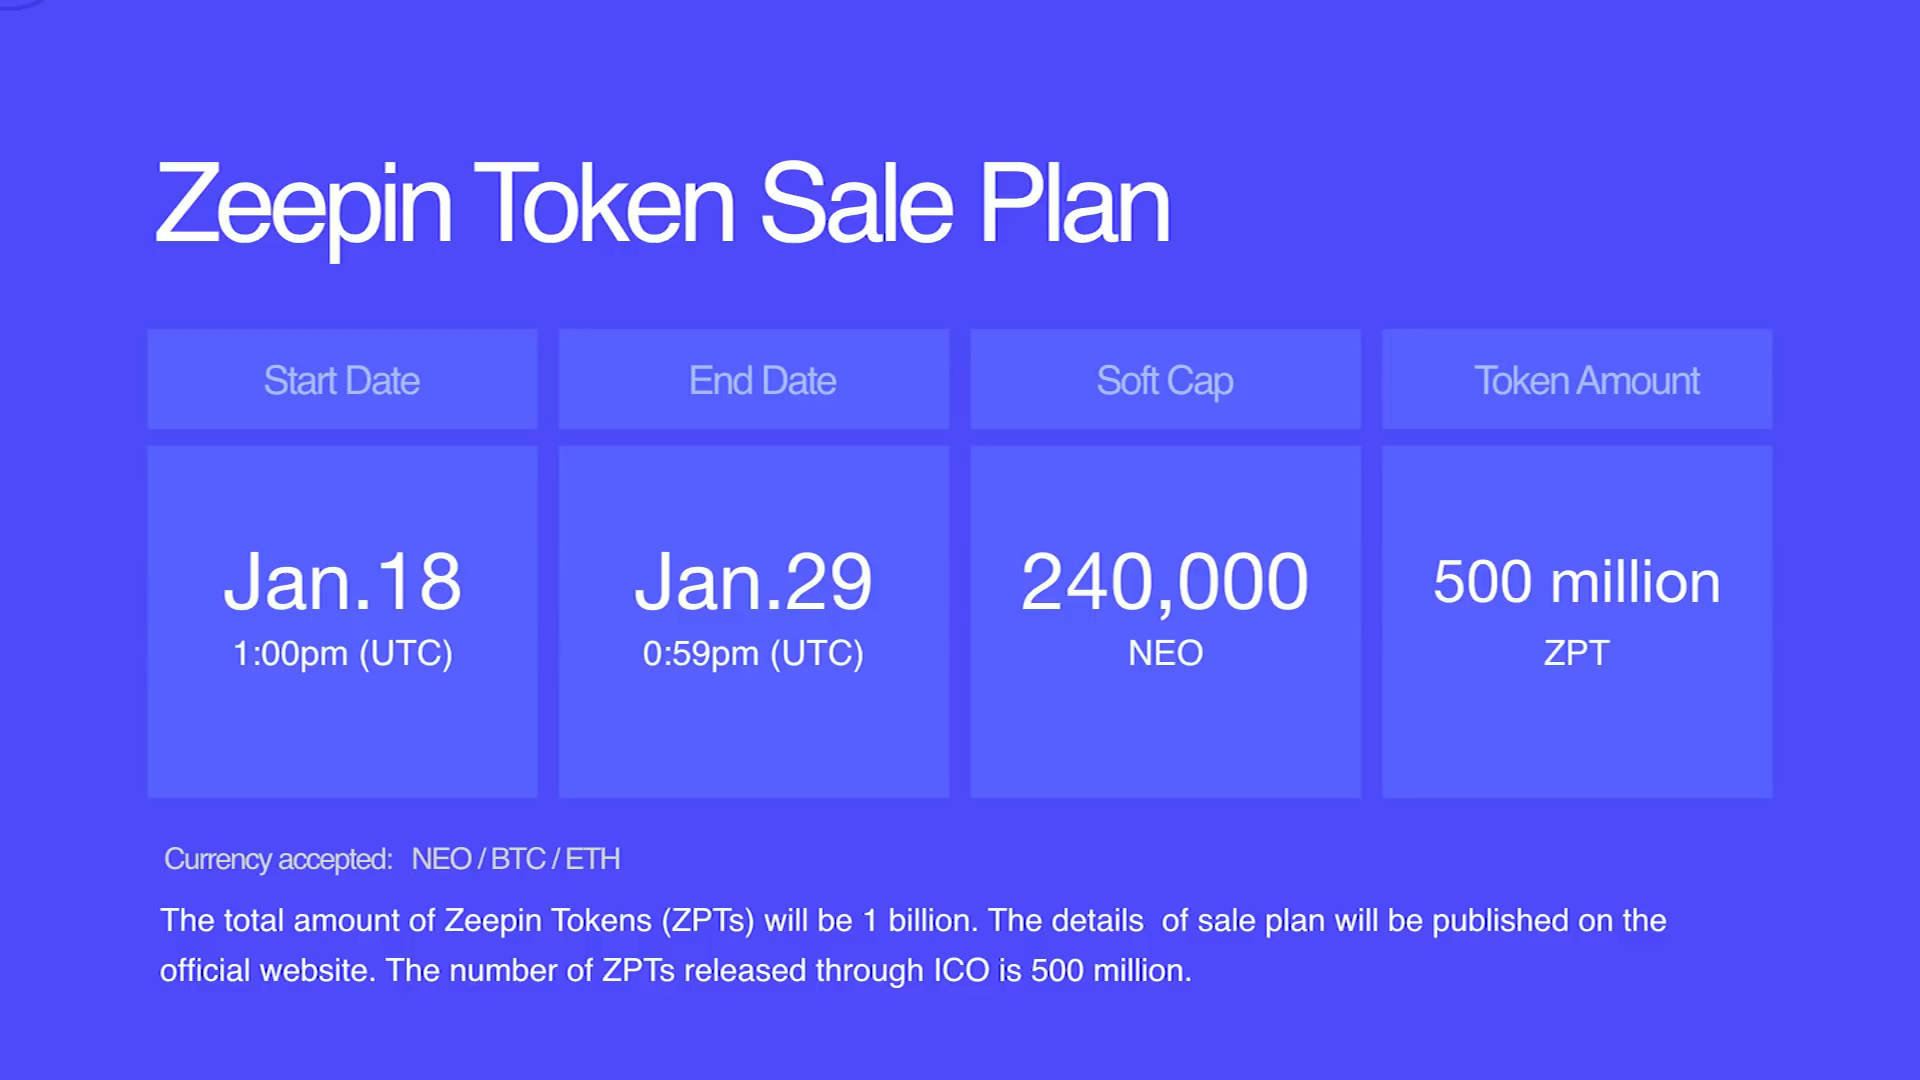 Zeepin Token Sale Plan
Start Date
End Date
Soft Cap
Token Amount
Jan.18
1:00pm (UTC)
Jan.29
0:59pm (UTC)
240,000
NEO
500 million
ZPT
Currency accepted: NEO / BTC / ETH
The total amount of Zeepin Tokens (ZPTs) will be 1 billion. The details of sale plan will be published on the
official website. The number of ZPTs released through ICO is 500 million.